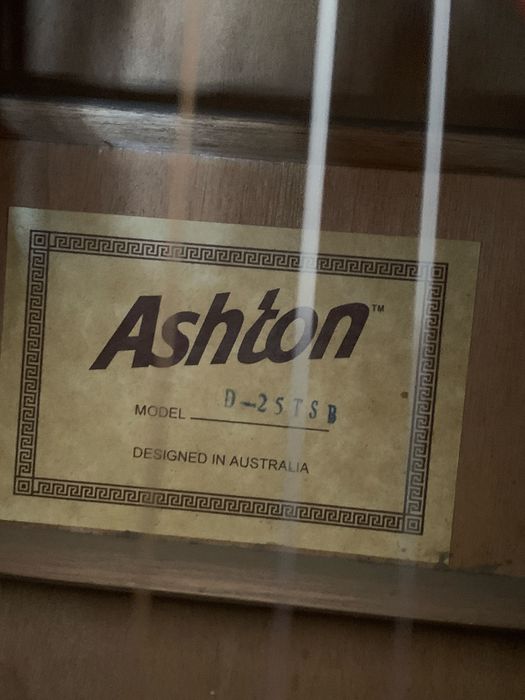 Ashton™
MODEL D-25TSB
DESIGNED IN AUSTRALIA